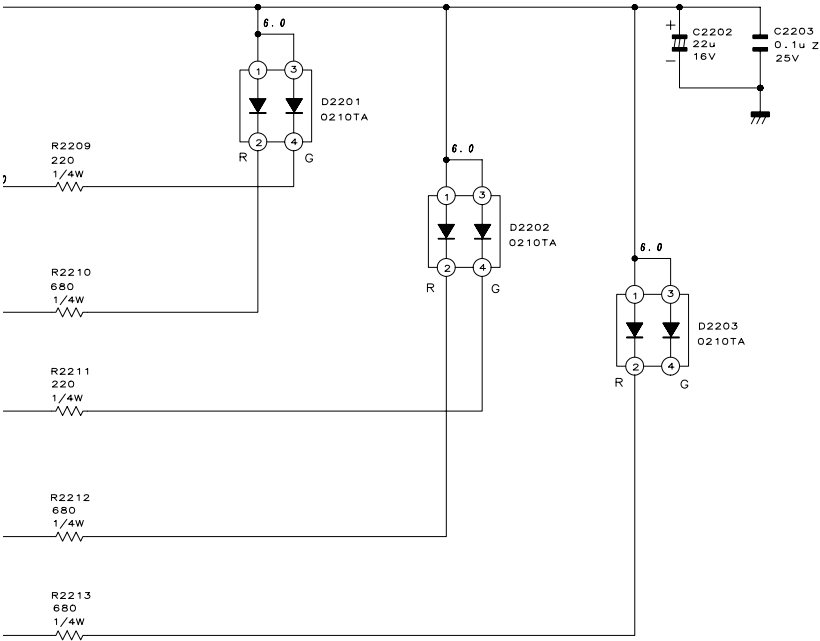 6.0
+
C2202
22u
16V
-
C2203
0.1u Z
25V
1
3
D2201
0210TA
2
4
R
G
R2209
220
1/4W
6.0
1
3
D2202
0210TA
2
4
R
G
R2210
680
1/4W
6.0
1
3
D2203
0210TA
2
4
R
G
R2211
220
1/4W
R2212
680
1/4W
R2213
680
1/4W